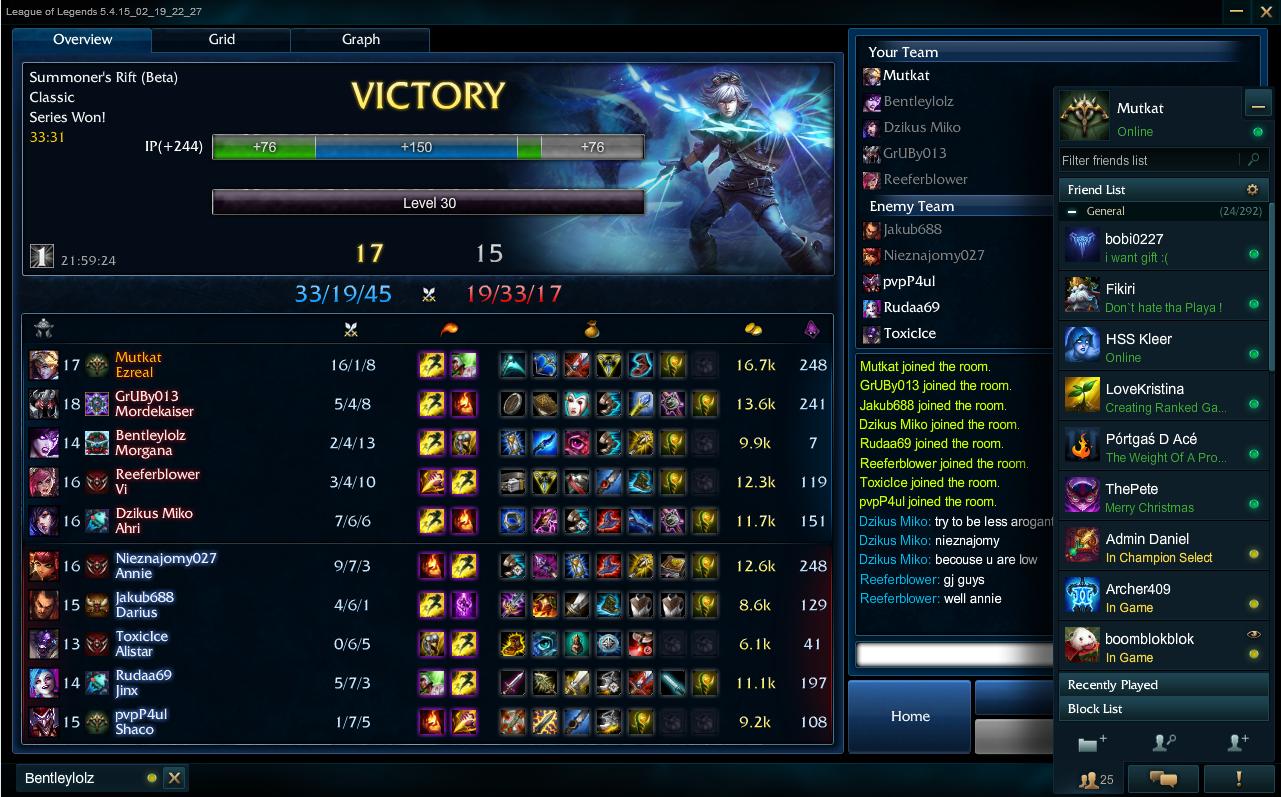 League of Legends 5.4.15_02_19_22_27
Overview
Grid
Graph
Summoner's Rift (Beta)
Classic
Series Won!
33:31
VICTORY
IP(+244)
+76
+150
+76
Level 30
1
21:59:24
17
15
33/19/45
19/33/17
17 Mutkat 16/1/8 16.7k 248
Ezreal
18 GrUBy013 5/4/8 13.6k 241
Mordekaiser
14 Bentleylolz 2/4/13 9.9k 7
Morgana
16 Reeferblower 3/4/10 12.3k 119
Vi
16 Dzikus Miko 7/6/6 11.7k 151
Ahri
16 Nieznajomy027 9/7/3 12.6k 248
Annie
15 Jakub688 4/6/1 8.6k 129
Darius
13 ToxicIce 0/6/5 6.1k 41
Alistar
14 Rudaa69 5/7/3 11.1k 197
Jinx
15 pvpP4ul 1/7/5 9.2k 108
Shaco
Bentleylolz
Your Team
Mutkat
Bentleylolz
Dzikus Miko
GrUBy013
Reeferblower
Enemy Team
Jakub688
Nieznajomy027
pvpP4ul
Rudaa69
ToxicIce
Mutkat joined the room.
GrUBy013 joined the room.
Jakub688 joined the room.
Dzikus Miko joined the room.
Rudaa69 joined the room.
Reeferblower joined the room.
ToxicIce joined the room.
pvpP4ul joined the room.
Dzikus Miko: try to be less arogant
Dzikus Miko: nieznajomy
Dzikus Miko: becouse u are low
Reeferblower: gj guys
Reeferblower: well annie
Home
Mutkat
Online
Filter friends list
Friend List
General (24/292)
bobi0227
i want gift :(
Fikiri
Don`t hate tha Playa !
HSS Kleer
Online
LoveKristina
Creating Ranked Ga...
Pórtgaś D Acé
The Weight Of A Pro...
ThePete
Merry Christmas
Admin Daniel
In Champion Select
Archer409
In Game
boomblokblok
In Game
Recently Played
Block List
25